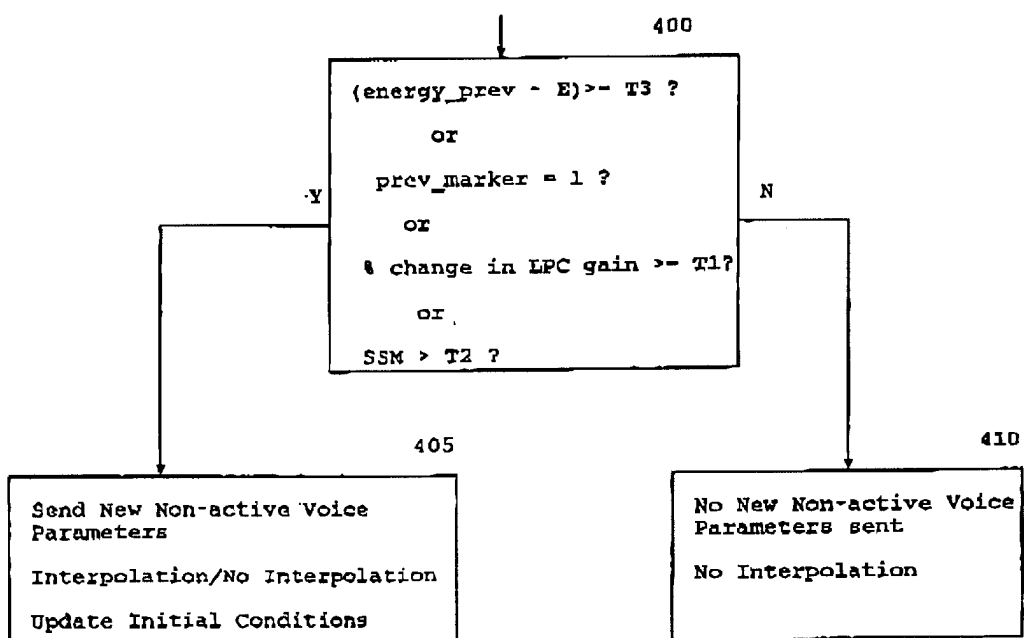 400
(energy_prev - E)>= T3 ?
or
prev_marker = 1 ?
or
% change in LPC gain >= T1?
or
SSM > T2 ?
Y
N
405
Send New Non-active Voice
Parameters
Interpolation/No Interpolation
Update Initial Conditions
410
No New Non-active Voice
Parameters sent
No Interpolation